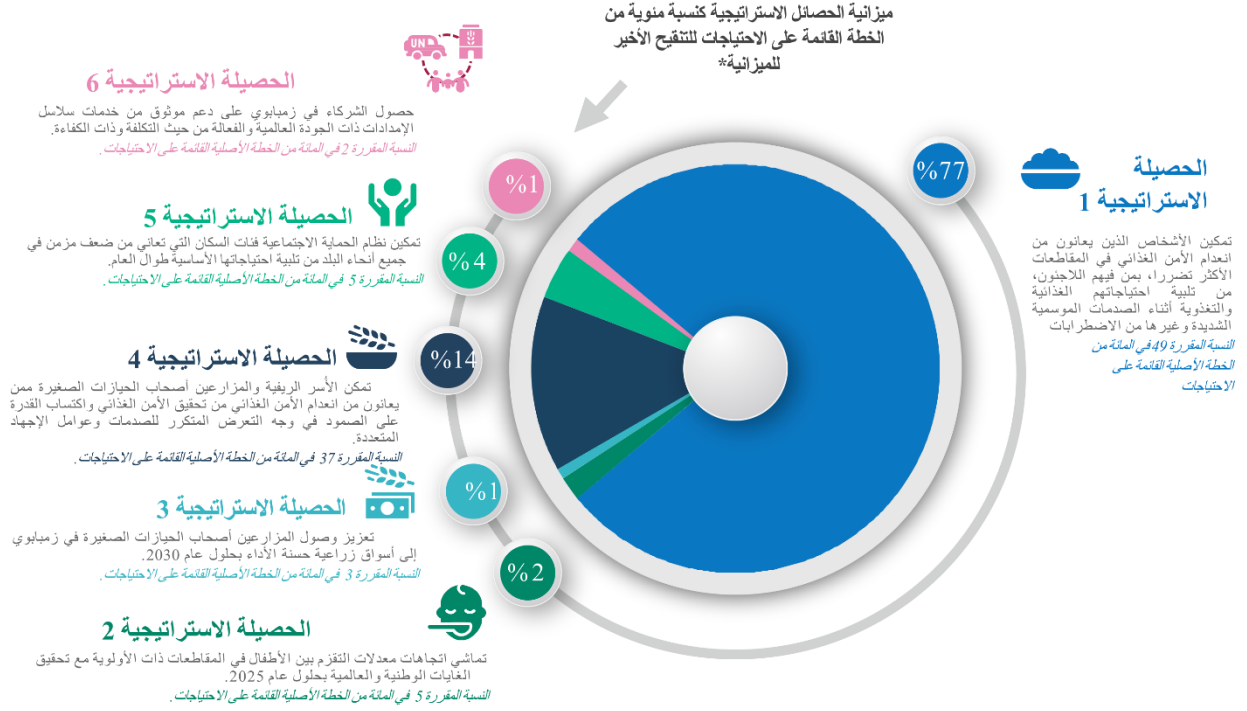 ميزانية الحصائل الاستراتيجية كنسبة مئوية من
الخطة القائمة على الاحتياجات للتنقيح الأخير
للميزانية*
%77
الحصيلة
الاستراتيجية 1
تمكين الأشخاص الذين يعانون من
انعدام الأمن الغذائي في المقاطعات
الأكثر تضررا، بمن فيهم اللاجئون،
من تلبية احتياجاتهم الغذائية
والتغذوية أثناء الصدمات الموسمية
الشديدة وغيرها من الاضطرابات
النسبة المقررة 49 في المائة من
الخطة الأصلية القائمة على
الاحتياجات
UN
الحصيلة الاستراتيجية 6
حصول الشركاء في زمبابوي على دعم موثوق من خدمات سلاسل
الإمدادات ذات الجودة العالمية والفعالة من حيث التكلفة وذات الكفاءة.
النسبة المقررة 2 في المائة من الخطة الأصلية القائمة على الاحتياجات.
%1
الحصيلة الاستراتيجية 5
تمكين نظام الحماية الاجتماعية فئات السكان التي تعاني من ضعف مزمن في
جميع أنحاء البلد من تلبية احتياجاتها الأساسية طوال العام.
النسبة المقررة 5 في المائة من الخطة الأصلية القائمة على الاحتياجات.
%4
الحصيلة الاستراتيجية 4
تمكن الأسر الريفية والمزارعين أصحاب الحيازات الصغيرة ممن
يعانون من انعدام الأمن الغذائي من تحقيق الأمن الغذائي واكتساب القدرة
على الصمود في وجه التعرض المتكرر للصدمات وعوامل الإجهاد
المتعددة.
النسبة المقررة 37 في المائة من الخطة الأصلية القائمة على الاحتياجات.
%14
الحصيلة الاستراتيجية 3
تعزيز وصول المزارعين أصحاب الحيازات الصغيرة في زمبابوي
إلى أسواق زراعية حسنة الأداء بحلول عام 2030.
النسبة المقررة 3 في المائة من الخطة الأصلية القائمة على الاحتياجات.
%1
الحصيلة الاستراتيجية 2
تماشي اتجاهات معدلات التقزم بين الأطفال في المقاطعات ذات الأولوية مع تحقيق
الغايات الوطنية والعالمية بحلول عام 2025.
النسبة المقررة 5 في المائة من الخطة الأصلية القائمة على الاحتياجات.
%2